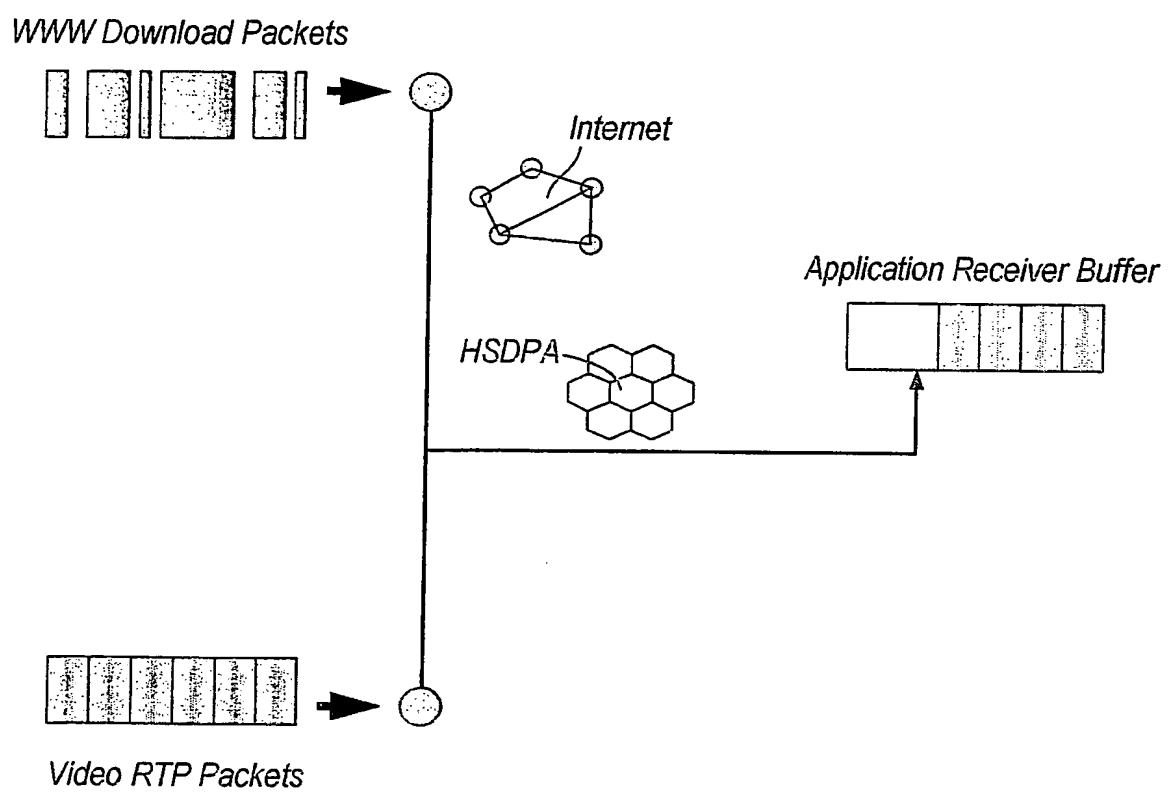 WWW Download Packets
Internet
Application Receiver Buffer
HSDPA
Video RTP Packets